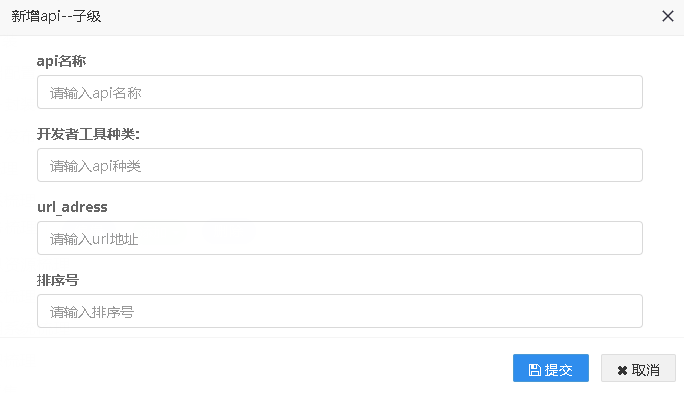 新增api--子级
api名称
请输入api名称
开发者工具种类:
请输入api种类
url_adress
请输入url地址
排序号
请输入排序号
提交
取消